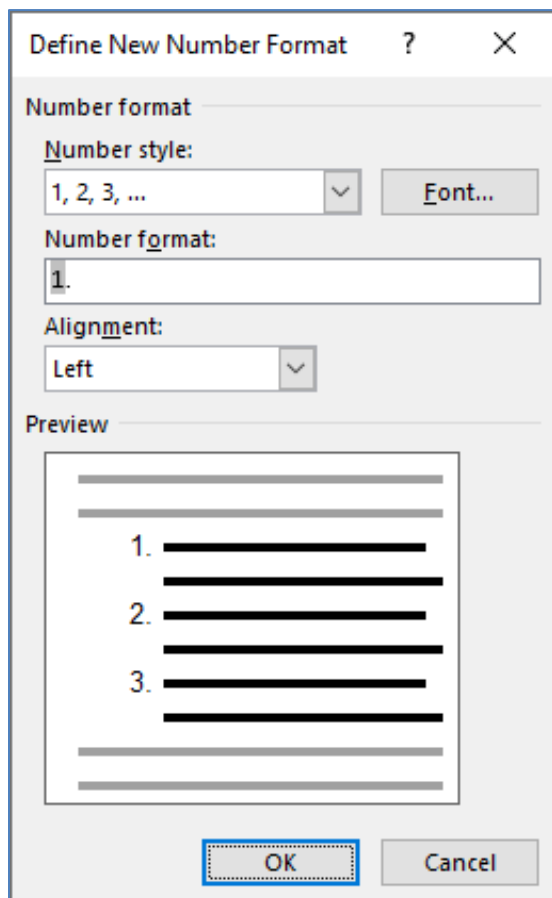 Define New Number Format ? ×
Number format
Number style:
1, 2, 3, ... Font...
Number format:
1.
Alignment:
Left
Preview
1.
2.
3.
OK Cancel